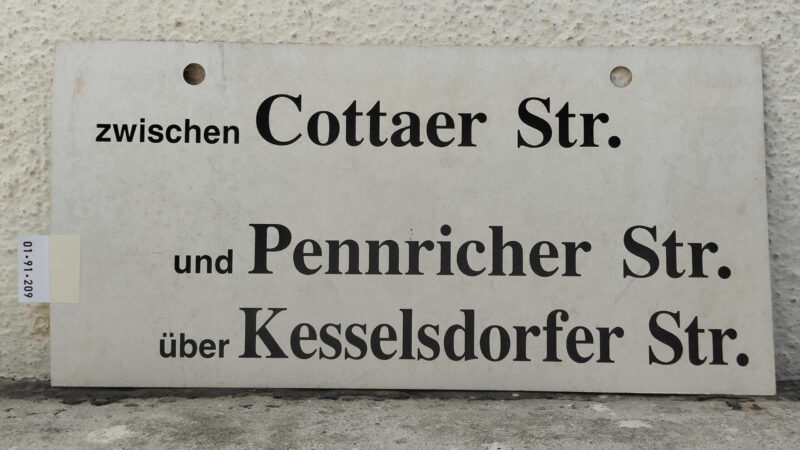 zwischen Cottaer Str.
und Pennricher Str.
über Kesselsdorfer Str.
01·91·209